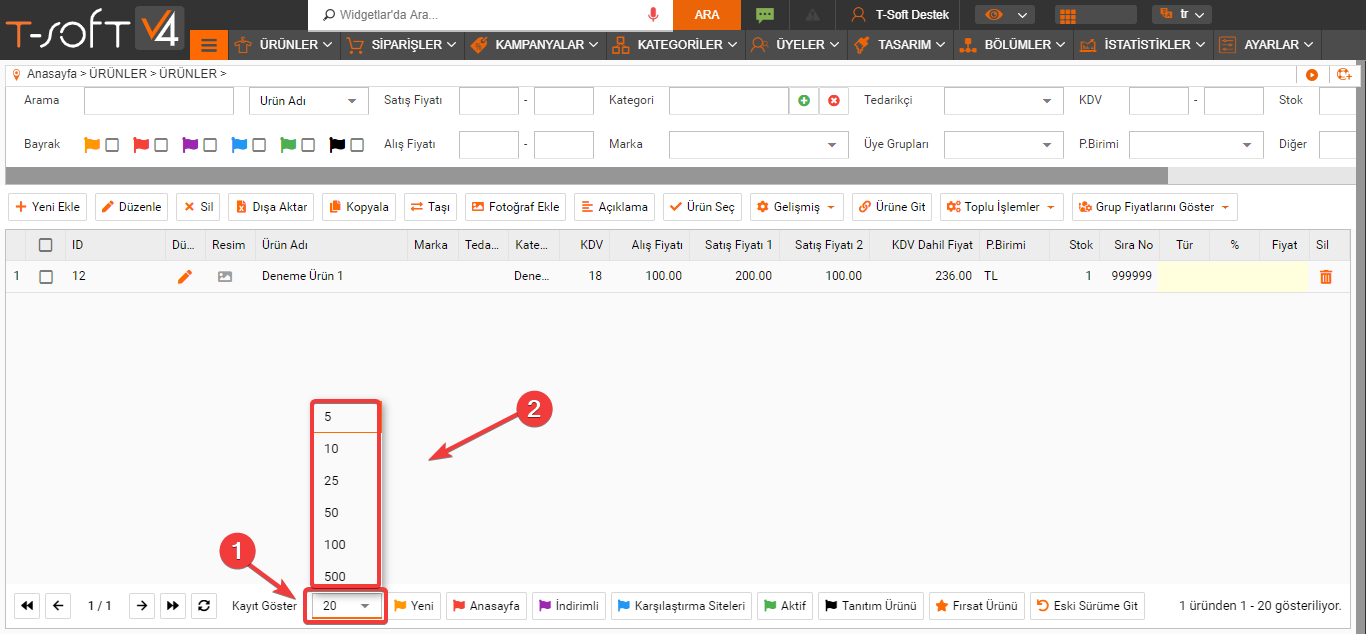 T-SOFT V4
Widgetlar'da Ara...
ARA
T-Soft Destek
tr
ÜRÜNLER
SİPARİŞLER
KAMPANYALAR
KATEGORİLER
ÜYELER
TASARIM
BÖLÜMLER
İSTATİSTİKLER
AYARLAR
Anasayfa > ÜRÜNLER > ÜRÜNLER >
Arama Ürün Adı Satış Fiyatı - Kategori Tedarikçi KDV - Stok
Bayrak Alış Fiyatı - Marka Üye Grupları P.Birimi Diğer
Yeni Ekle Düzenle Sil Dışa Aktar Kopyala Taşı Fotoğraf Ekle Açıklama Ürün Seç Gelişmiş Ürüne Git Toplu İşlemler Grup Fiyatlarını Göster
ID Dü... Resim Ürün Adı Marka Teda... Kate... KDV Alış Fiyatı Satış Fiyatı 1 Satış Fiyatı 2 KDV Dahil Fiyat P.Birimi Stok Sıra No Tür % Fiyat Sil
1 12 Deneme Ürün 1 Dene... 18 100.00 200.00 100.00 236.00 TL 1 999999
2
5
10
25
50
100
500
1
1 / 1 Kayıt Göster 20 Yeni Anasayfa İndirimli Karşılaştırma Siteleri Aktif Tanıtım Ürünü Fırsat Ürünü Eski Sürüme Git 1 üründen 1 - 20 gösteriliyor.